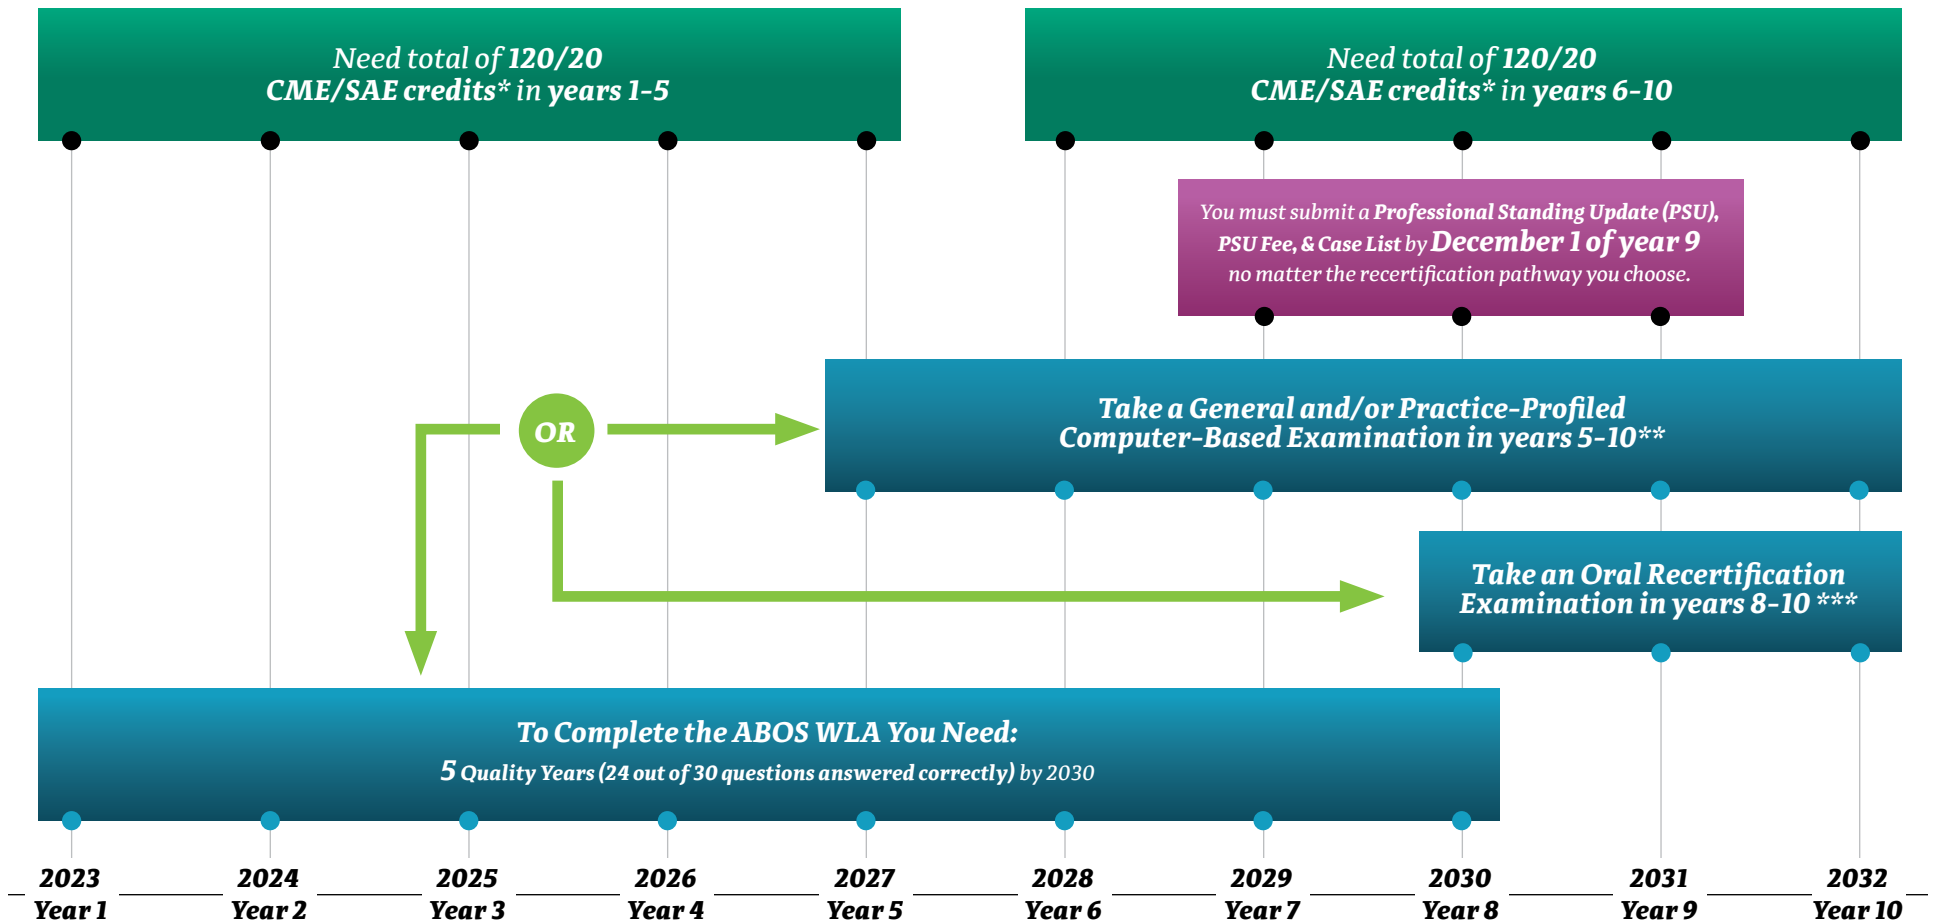 Need total of 120/20
CME/SAE credits* in years 1-5
Need total of 120/20
CME/SAE credits* in years 6-10
You must submit a Professional Standing Update (PSU),
PSU Fee, & Case List by December 1 of year 9
no matter the recertification pathway you choose.
OR
Take a General and/or Practice-Profiled
Computer-Based Examination in years 5-10**
Take an Oral Recertification
Examination in years 8-10 ***
To Complete the ABOS WLA You Need:
5 Quality Years (24 out of 30 questions answered correctly) by 2030
2023 2024 2025 2026 2027 2028 2029 2030 2031 2032
Year 1 Year 2 Year 3 Year 4 Year 5 Year 6 Year 7 Year 8 Year 9 Year 10